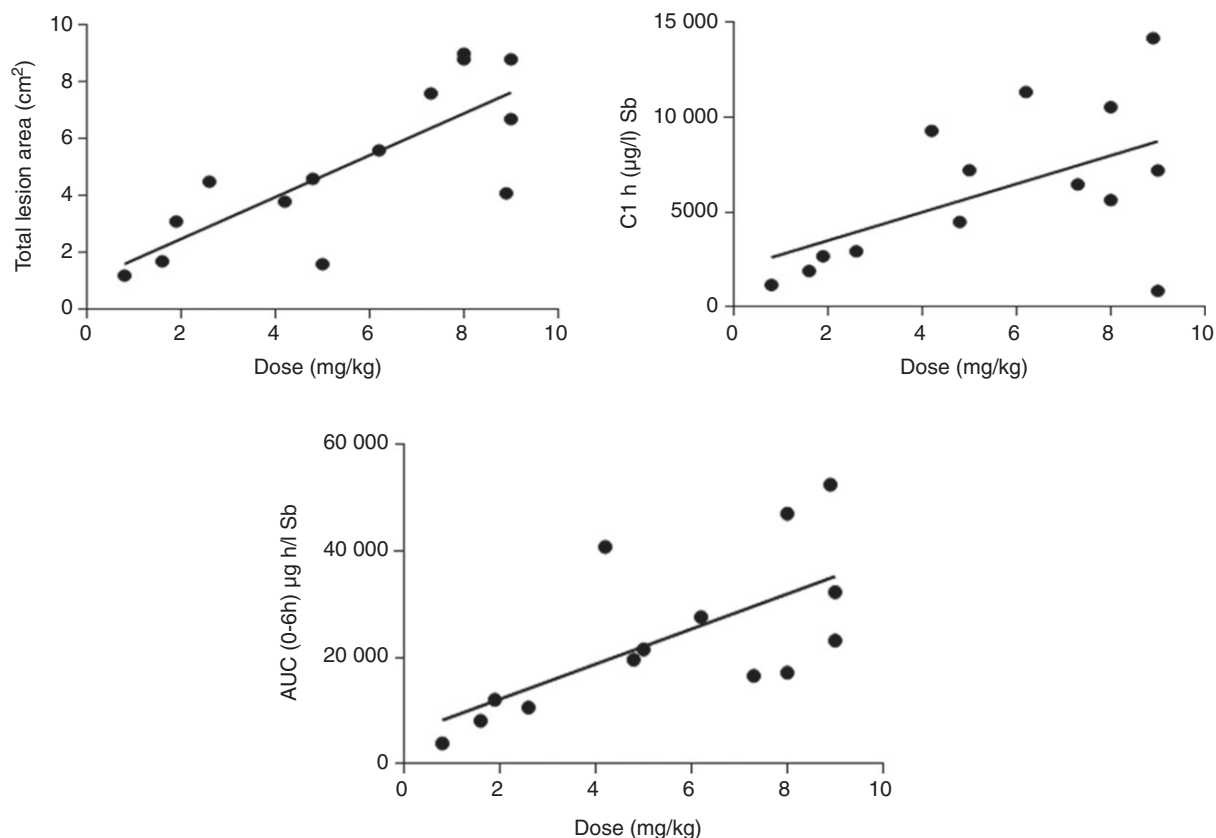 Total lesion area (cm²)
10
8
6
4
2
0
0 2 4 6 8 10
Dose (mg/kg)
C1 h (µg/l) Sb
15 000
10 000
5000
0
0 2 4 6 8 10
Dose (mg/kg)
AUC (0-6h) µg h/l Sb
60 000
40 000
20 000
0
0 2 4 6 8 10
Dose (mg/kg)